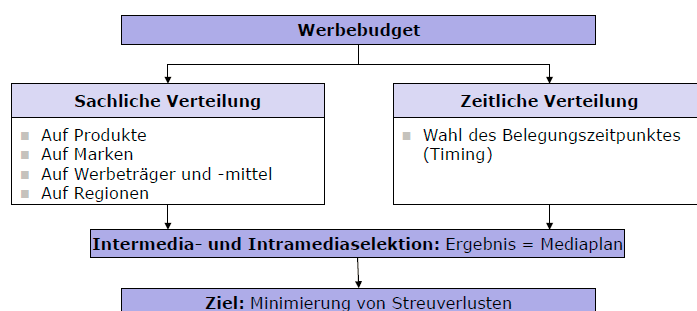 Werbebudget
Sachliche Verteilung
Auf Produkte
Auf Marken
Auf Werbeträger und -mittel
Auf Regionen
Zeitliche Verteilung
Wahl des Belegungszeitpunktes
(Timing)
Intermedia- und Intramediaselektion: Ergebnis = Mediaplan
Ziel: Minimierung von Streuverlusten